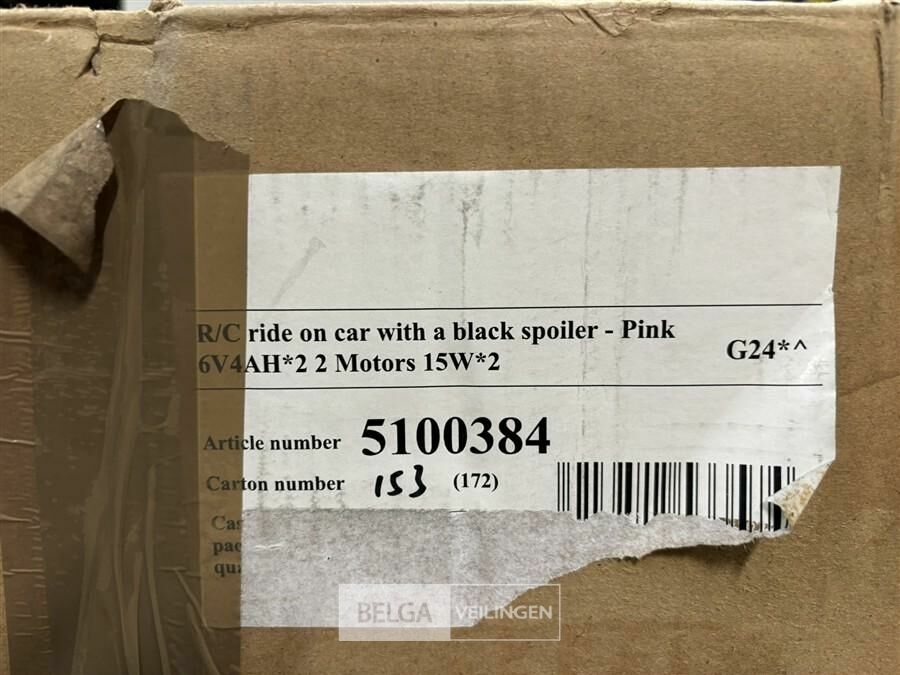 R/C ride on car with a black spoiler - Pink
6V4AH*2 2 Motors 15W*2
G24*^
Article number 5100384
Carton number 153 (172)
BELGA VEILINGEN